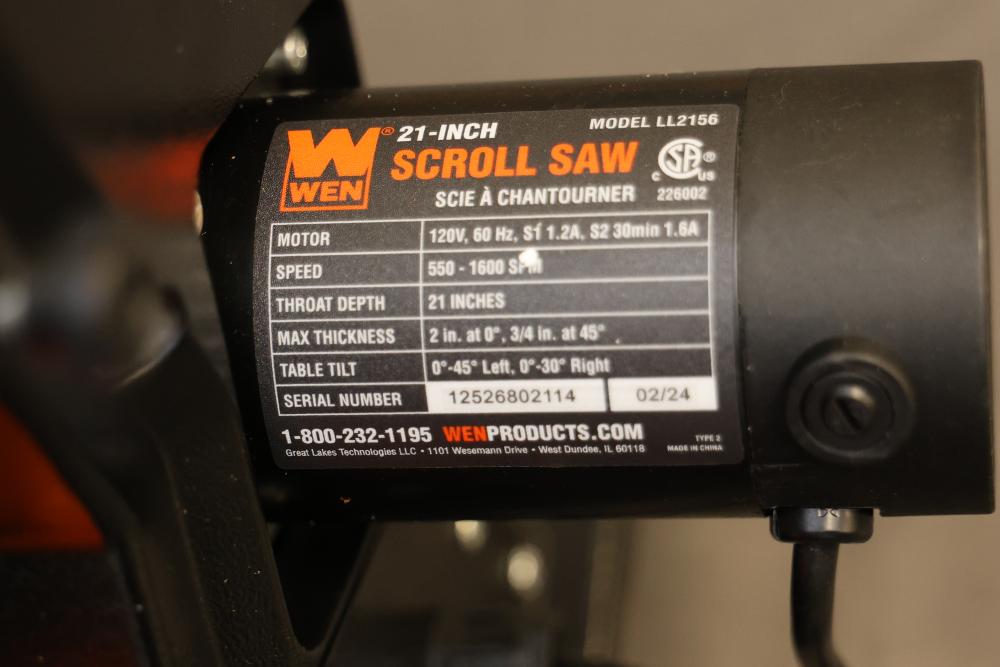 W® 21-INCH MODEL LL2156
WEN SCROLL SAW
SCIE À CHANTOURNER
C SA® US
226002
MOTOR 120V, 60 Hz, S1 1.2A, S2 30min 1.6A
SPEED 550 - 1600 SPM
THROAT DEPTH 21 INCHES
MAX THICKNESS 2 in. at 0°, 3/4 in. at 45°
TABLE TILT 0°-45° Left, 0°-30° Right
SERIAL NUMBER 12526802114 02/24
1-800-232-1195 WENPRODUCTS.COM
Great Lakes Technologies LLC • 1101 Wesemann Drive • West Dundee, IL 60118
TYPE 2
MADE IN CHINA